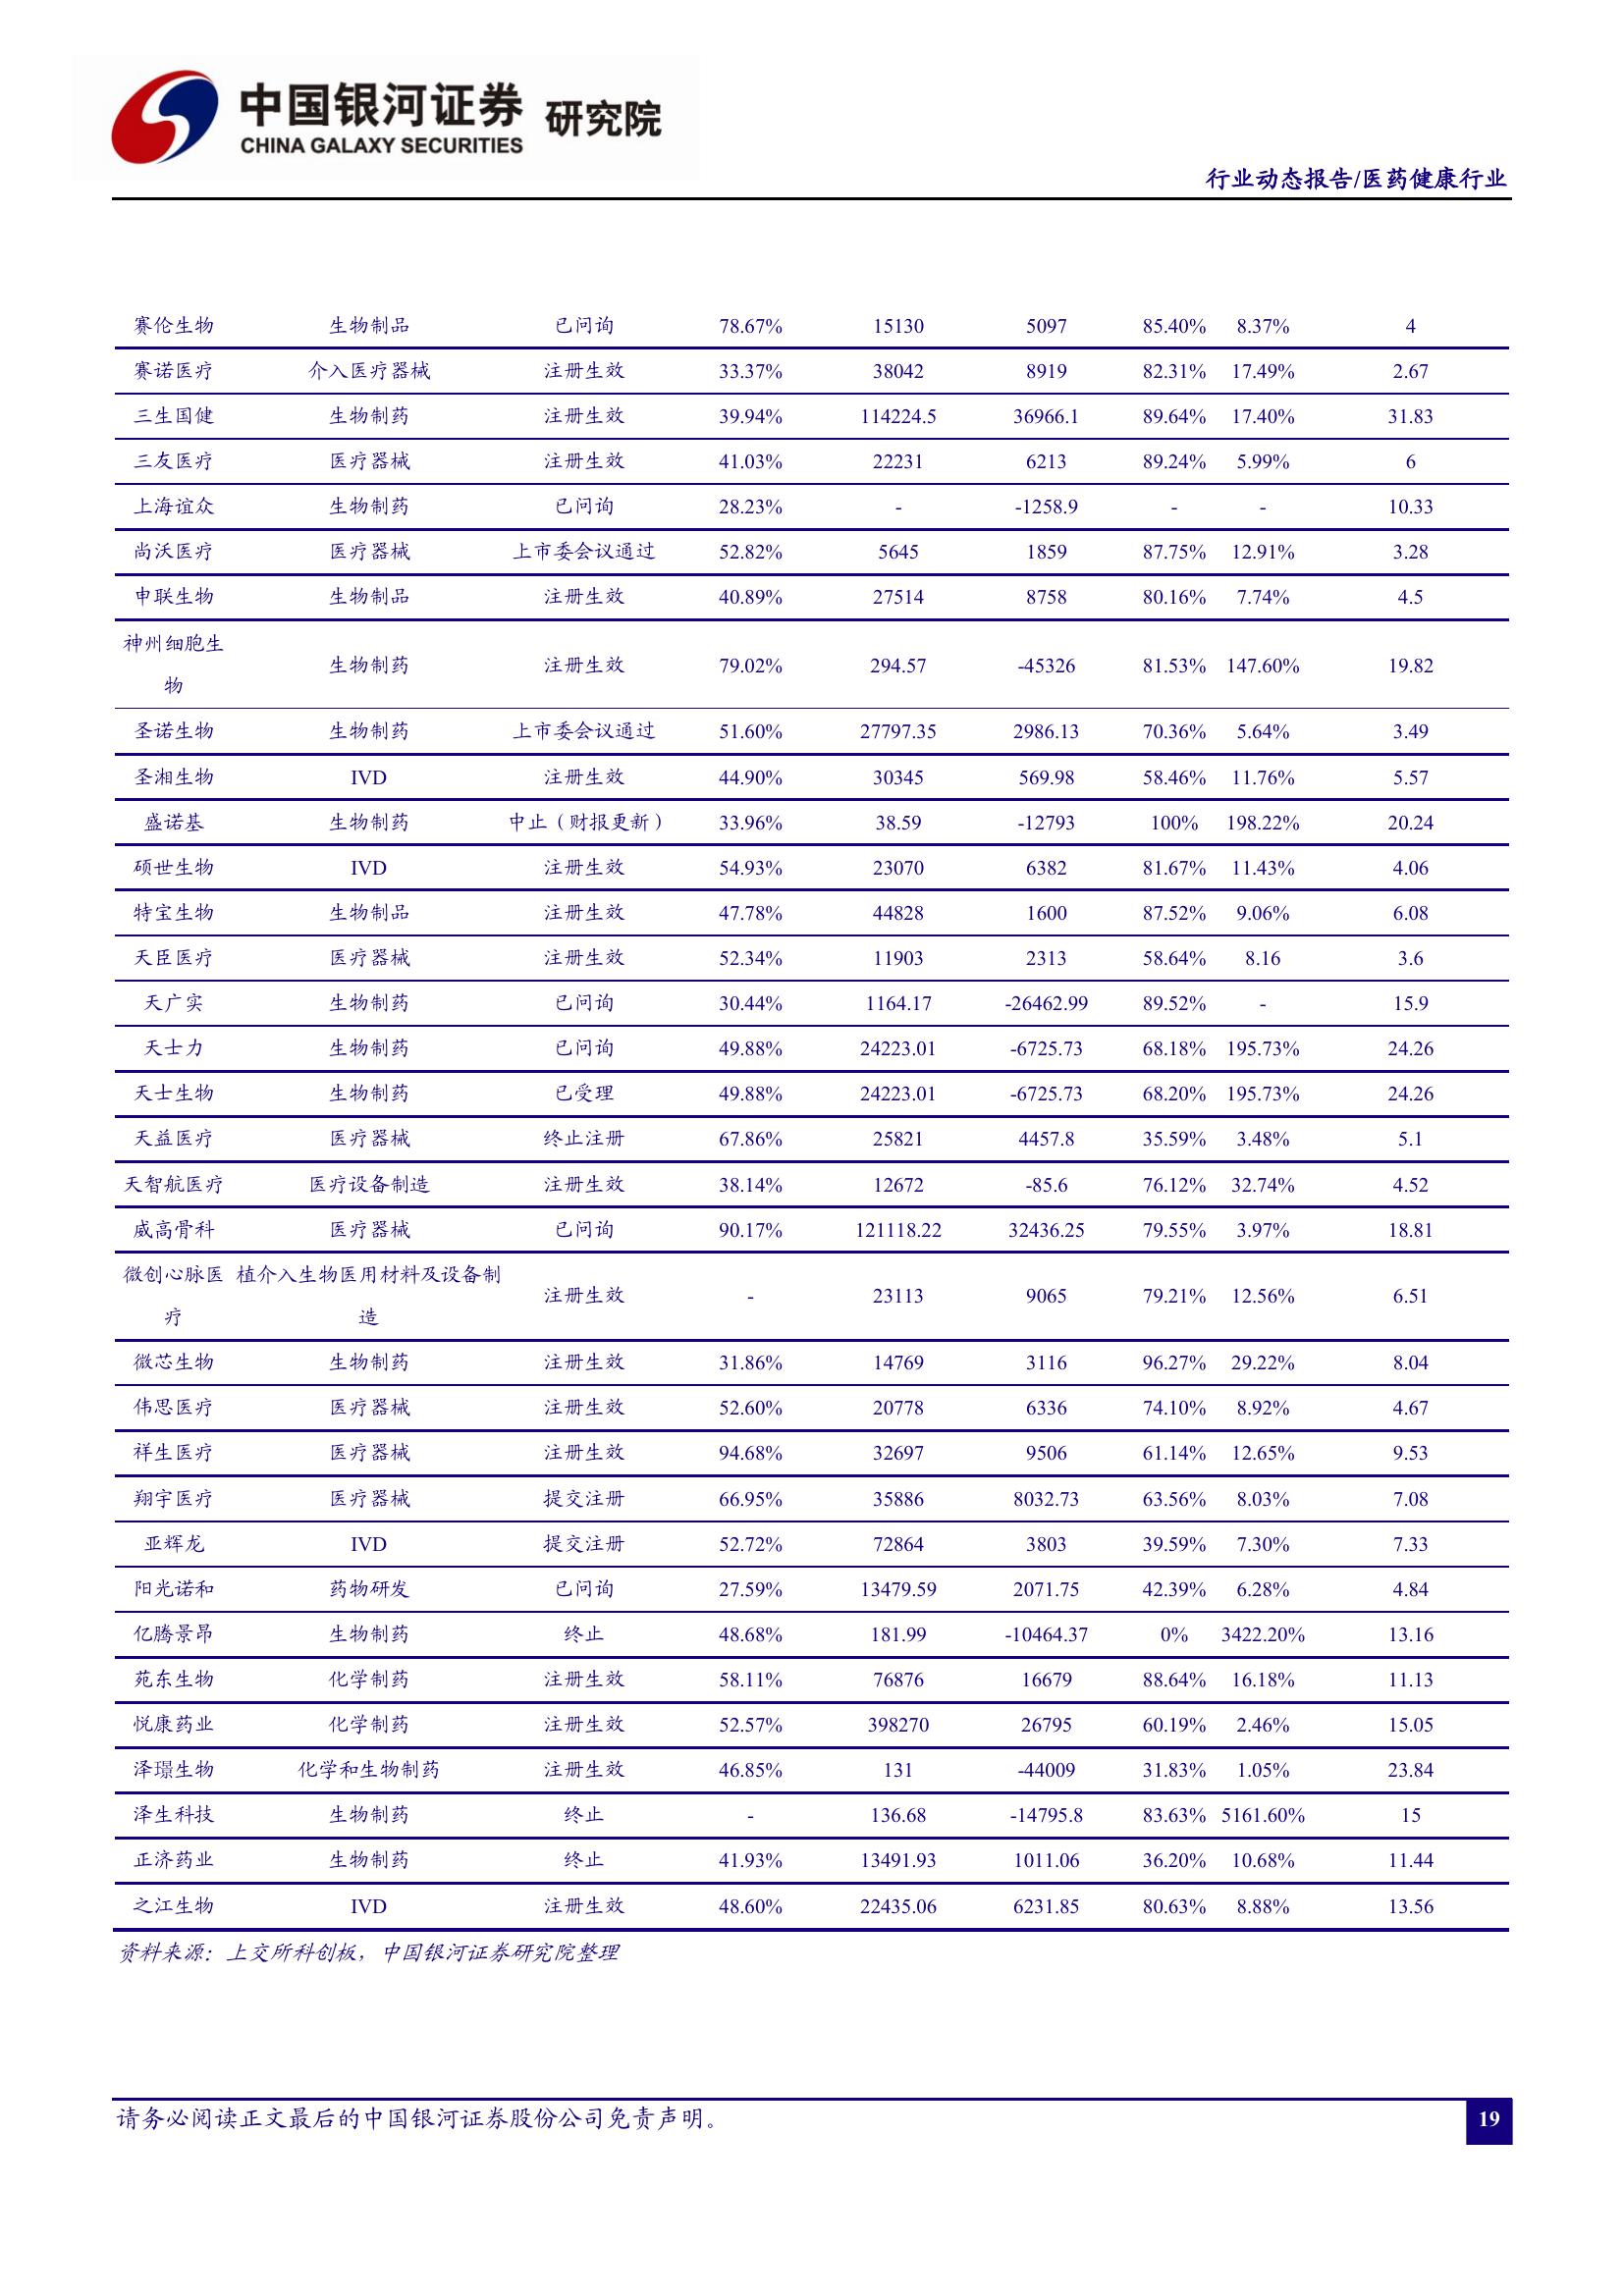 中国银河证券 研究院
CHINA GALAXY SECURITIES
行业动态报告/医药健康行业
赛伦生物 生物制品 已问询 78.67% 15130 5097 85.40% 8.37% 4
赛诺医疗 介入医疗器械 注册生效 33.37% 38042 8919 82.31% 17.49% 2.67
三生国健 生物制药 注册生效 39.94% 114224.5 36966.1 89.64% 17.40% 31.83
三友医疗 医疗器械 注册生效 41.03% 22231 6213 89.24% 5.99% 6
上海谊众 生物制药 已问询 28.23% - -1258.9 - - 10.33
尚沃医疗 医疗器械 上市委会议通过 52.82% 5645 1859 87.75% 12.91% 3.28
申联生物 生物制品 注册生效 40.89% 27514 8758 80.16% 7.74% 4.5
神州细胞生
物 生物制药 注册生效 79.02% 294.57 -45326 81.53% 147.60% 19.82
圣诺生物 生物制药 上市委会议通过 51.60% 27797.35 2986.13 70.36% 5.64% 3.49
圣湘生物 IVD 注册生效 44.90% 30345 569.98 58.46% 11.76% 5.57
盛诺基 生物制药 中止（财报更新） 33.96% 38.59 -12793 100% 198.22% 20.24
硕世生物 IVD 注册生效 54.93% 23070 6382 81.67% 11.43% 4.06
特宝生物 生物制品 注册生效 47.78% 44828 1600 87.52% 9.06% 6.08
天臣医疗 医疗器械 注册生效 52.34% 11903 2313 58.64% 8.16 3.6
天广实 生物制药 已问询 30.44% 1164.17 -26462.99 89.52% - 15.9
天士力 生物制药 已问询 49.88% 24223.01 -6725.73 68.18% 195.73% 24.26
天士生物 生物制药 已受理 49.88% 24223.01 -6725.73 68.20% 195.73% 24.26
天益医疗 医疗器械 终止注册 67.86% 25821 4457.8 35.59% 3.48% 5.1
天智航医疗 医疗设备制造 注册生效 38.14% 12672 -85.6 76.12% 32.74% 4.52
威高骨科 医疗器械 已问询 90.17% 121118.22 32436.25 79.55% 3.97% 18.81
微创心脉医 植介入生物医用材料及设备制
疗 造 注册生效 - 23113 9065 79.21% 12.56% 6.51
微芯生物 生物制药 注册生效 31.86% 14769 3116 96.27% 29.22% 8.04
伟思医疗 医疗器械 注册生效 52.60% 20778 6336 74.10% 8.92% 4.67
祥生医疗 医疗器械 注册生效 94.68% 32697 9506 61.14% 12.65% 9.53
翔宇医疗 医疗器械 提交注册 66.95% 35886 8032.73 63.56% 8.03% 7.08
亚辉龙 IVD 提交注册 52.72% 72864 3803 39.59% 7.30% 7.33
阳光诺和 药物研发 已问询 27.59% 13479.59 2071.75 42.39% 6.28% 4.84
亿腾景昂 生物制药 终止 48.68% 181.99 -10464.37 0% 3422.20% 13.16
苑东生物 化学制药 注册生效 58.11% 76876 16679 88.64% 16.18% 11.13
悦康药业 化学制药 注册生效 52.57% 398270 26795 60.19% 2.46% 15.05
泽璟生物 化学和生物制药 注册生效 46.85% 131 -44009 31.83% 1.05% 23.84
泽生科技 生物制药 终止 - 136.68 -14795.8 83.63% 5161.60% 15
正济药业 生物制药 终止 41.93% 13491.93 1011.06 36.20% 10.68% 11.44
之江生物 IVD 注册生效 48.60% 22435.06 6231.85 80.63% 8.88% 13.56
资料来源：上交所科创板，中国银河证券研究院整理
请务必阅读正文最后的中国银河证券股份公司免责声明。
19